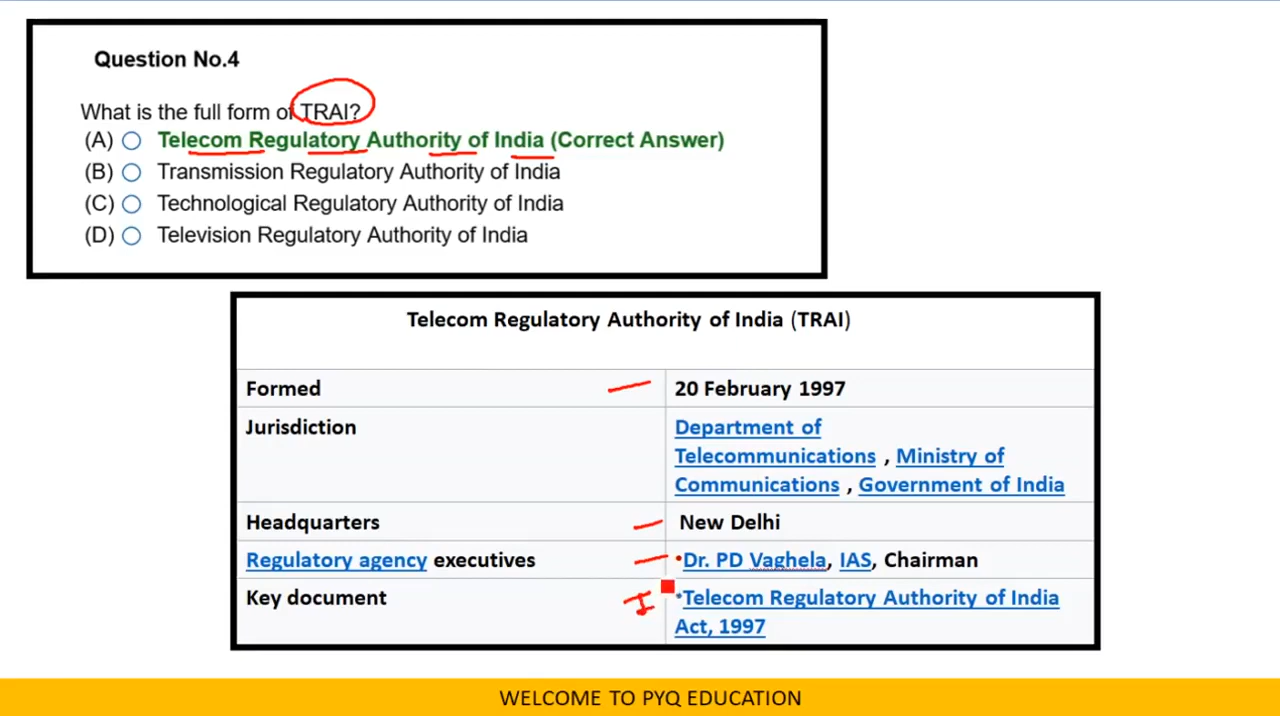 Question No.4
What is the full form of TRAI?
(A) Telecom Regulatory Authority of India (Correct Answer)
(B) Transmission Regulatory Authority of India
(C) Technological Regulatory Authority of India
(D) Television Regulatory Authority of India
Telecom Regulatory Authority of India (TRAI)
Formed 20 February 1997
Jurisdiction Department of
Telecommunications , Ministry of
Communications , Government of India
Headquarters New Delhi
Regulatory agency executives •Dr. PD Vaghela, IAS, Chairman
Key document •Telecom Regulatory Authority of India
Act, 1997
WELCOME TO PYQ EDUCATION